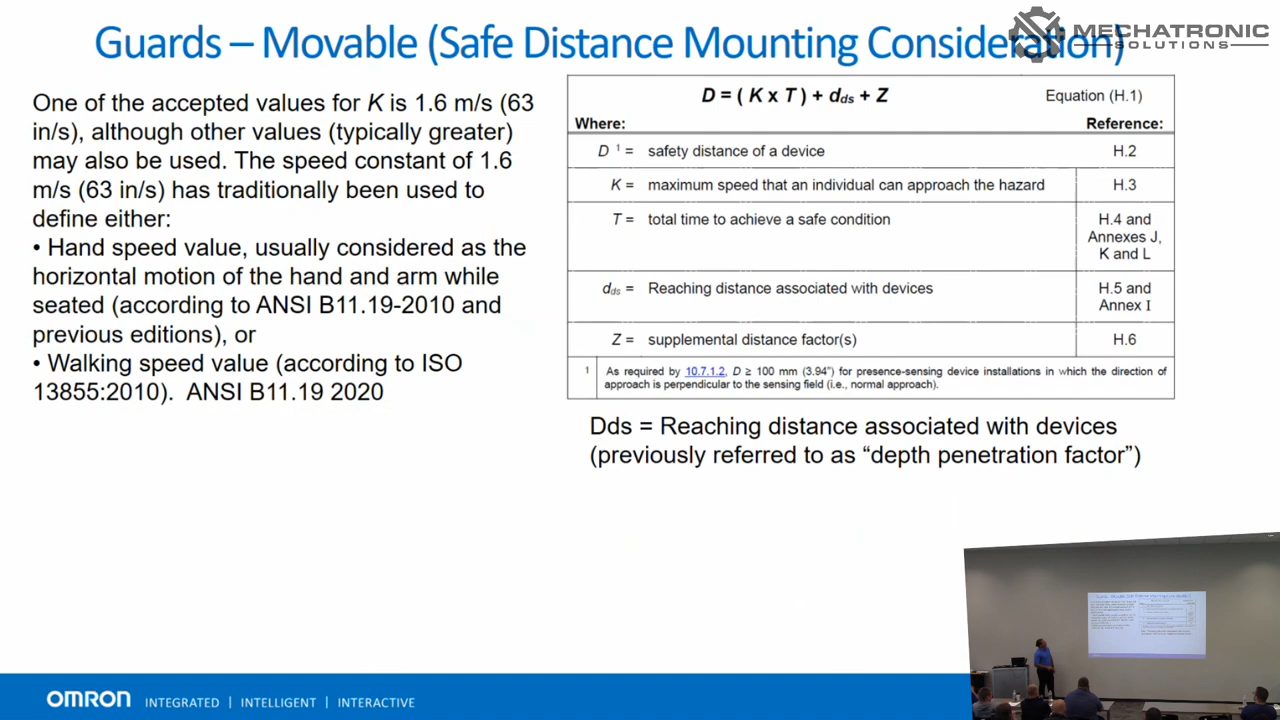 Guards – Movable (Safe Distance Mounting Consideration)
MECHATRONIC
SOLUTIONS
One of the accepted values for K is 1.6 m/s (63
in/s), although other values (typically greater)
may also be used. The speed constant of 1.6
m/s (63 in/s) has traditionally been used to
define either:
• Hand speed value, usually considered as the
horizontal motion of the hand and arm while
seated (according to ANSI B11.19-2010 and
previous editions), or
• Walking speed value (according to ISO
13855:2010). ANSI B11.19 2020
D = ( K x T ) + dds + Z Equation (H.1)
Where: Reference:
D 1 = safety distance of a device H.2
K = maximum speed that an individual can approach the hazard H.3
T = total time to achieve a safe condition H.4 and
Annexes J,
K and L
dds = Reaching distance associated with devices H.5 and
Annex I
Z = supplemental distance factor(s) H.6
1 As required by 10.7.1.2, D ≥ 100 mm (3.94") for presence-sensing device installations in which the direction of
approach is perpendicular to the sensing field (i.e., normal approach).
Dds = Reaching distance associated with devices
(previously referred to as “depth penetration factor”)
OMRON INTEGRATED | INTELLIGENT | INTERACTIVE